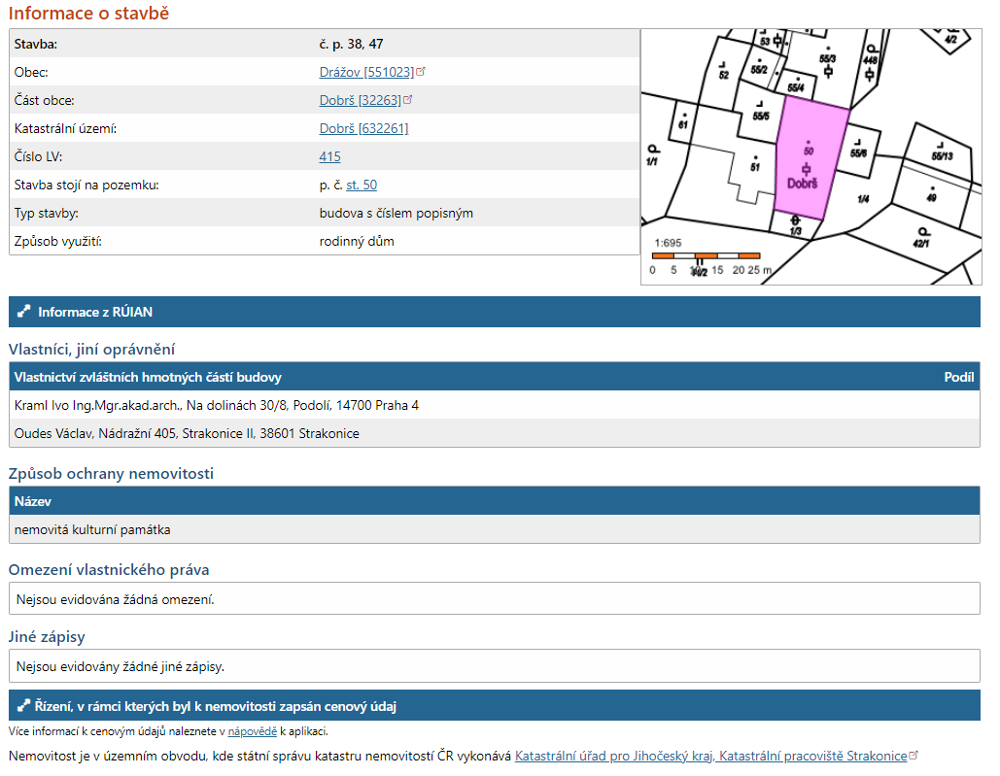 Informace o stavbě
Stavba: č. p. 38, 47
Obec: Drážov [551023]
Část obce: Dobrš [32263]
Katastrální území: Dobrš [632261]
Číslo LV: 415
Stavba stojí na pozemku: p. č. st. 50
Typ stavby: budova s číslem popisným
Způsob využití: rodinný dům
53
4/2
55/3
448
52
55/2
55/4
55/5
61
1/1
50
55/6
55/13
51
Dobrš
1/4
49
1/3
42/1
1:695
0 5 10 15 20 25 m
Informace z RÚIAN
Vlastníci, jiní oprávnění
Vlastnictví zvláštních hmotných částí budovy Podíl
Kraml Ivo Ing.Mgr.akad.arch., Na dolinách 30/8, Podolí, 14700 Praha 4
Oudes Václav, Nádražní 405, Strakonice II, 38601 Strakonice
Způsob ochrany nemovitosti
Název
nemovitá kulturní památka
Omezení vlastnického práva
Nejsou evidována žádná omezení.
Jiné zápisy
Nejsou evidovány žádné jiné zápisy.
Řízení, v rámci kterých byl k nemovitosti zapsán cenový údaj
Více informací k cenovým údajů naleznete v nápovědě k aplikaci.
Nemovitost je v územním obvodu, kde státní správu katastru nemovitostí ČR vykonává Katastrální úřad pro Jihočeský kraj, Katastrální pracoviště Strakonice